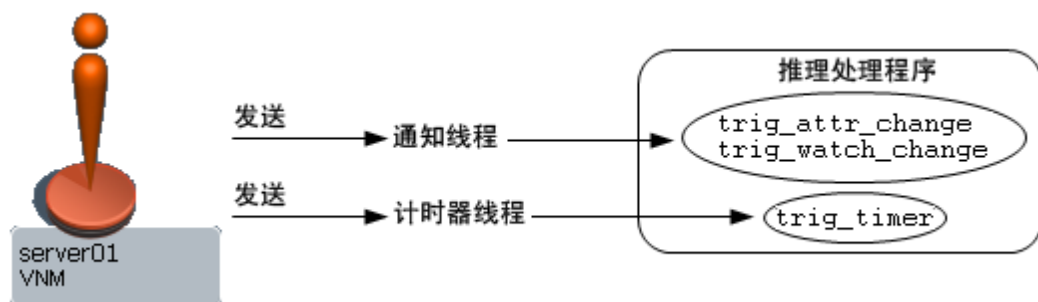 推理处理程序
发送
通知线程
trig_attr_change
trig_watch_change
发送
计时器线程
trig_timer
server01
VNM